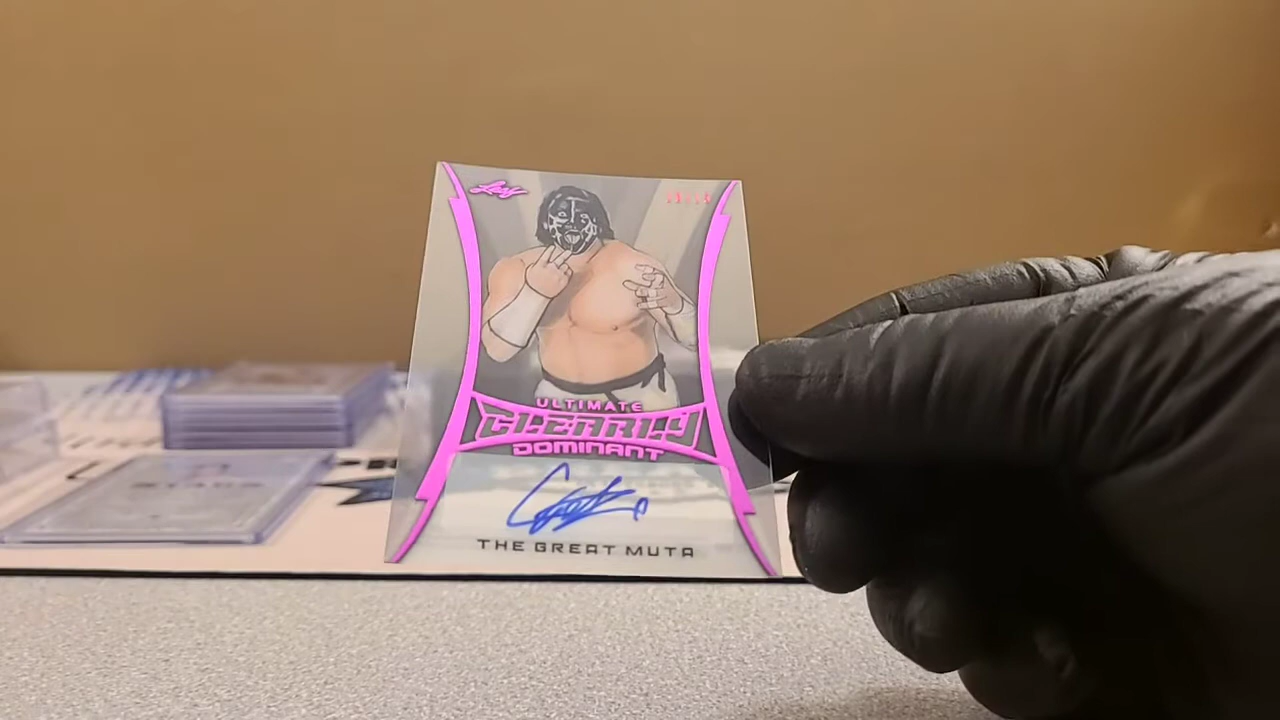 Leaf
ULTIMATE
CLEARLY
DOMINANT
THE GREAT MUTA